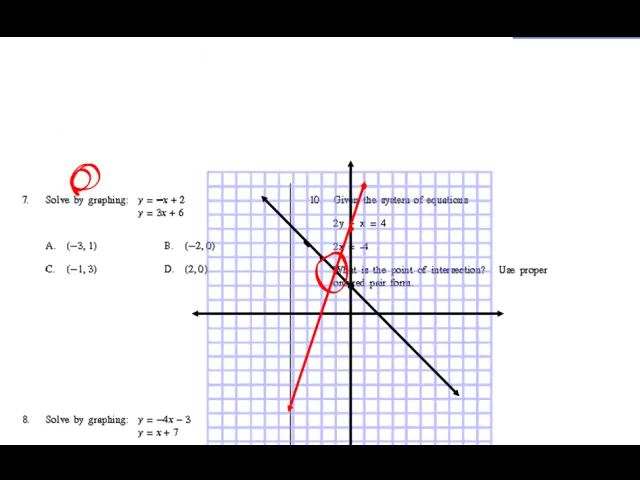 7. Solve by graphing: y = −x + 2
y = 3x + 6
A. (−3, 1) B. (−2, 0)
C. (−1, 3) D. (2, 0)
10 Given the system of equations
2y x = 4
2x = -4
What is the point of intersection? Use proper
ordered pair form.
8. Solve by graphing: y = −4x − 3
y = x + 7